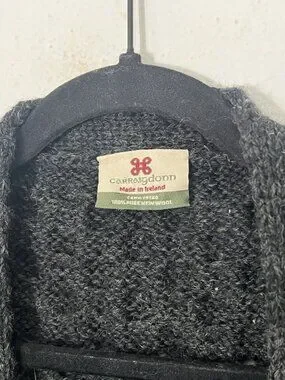 carraigdonn
Made in Ireland
100% PURE NEW WOOL